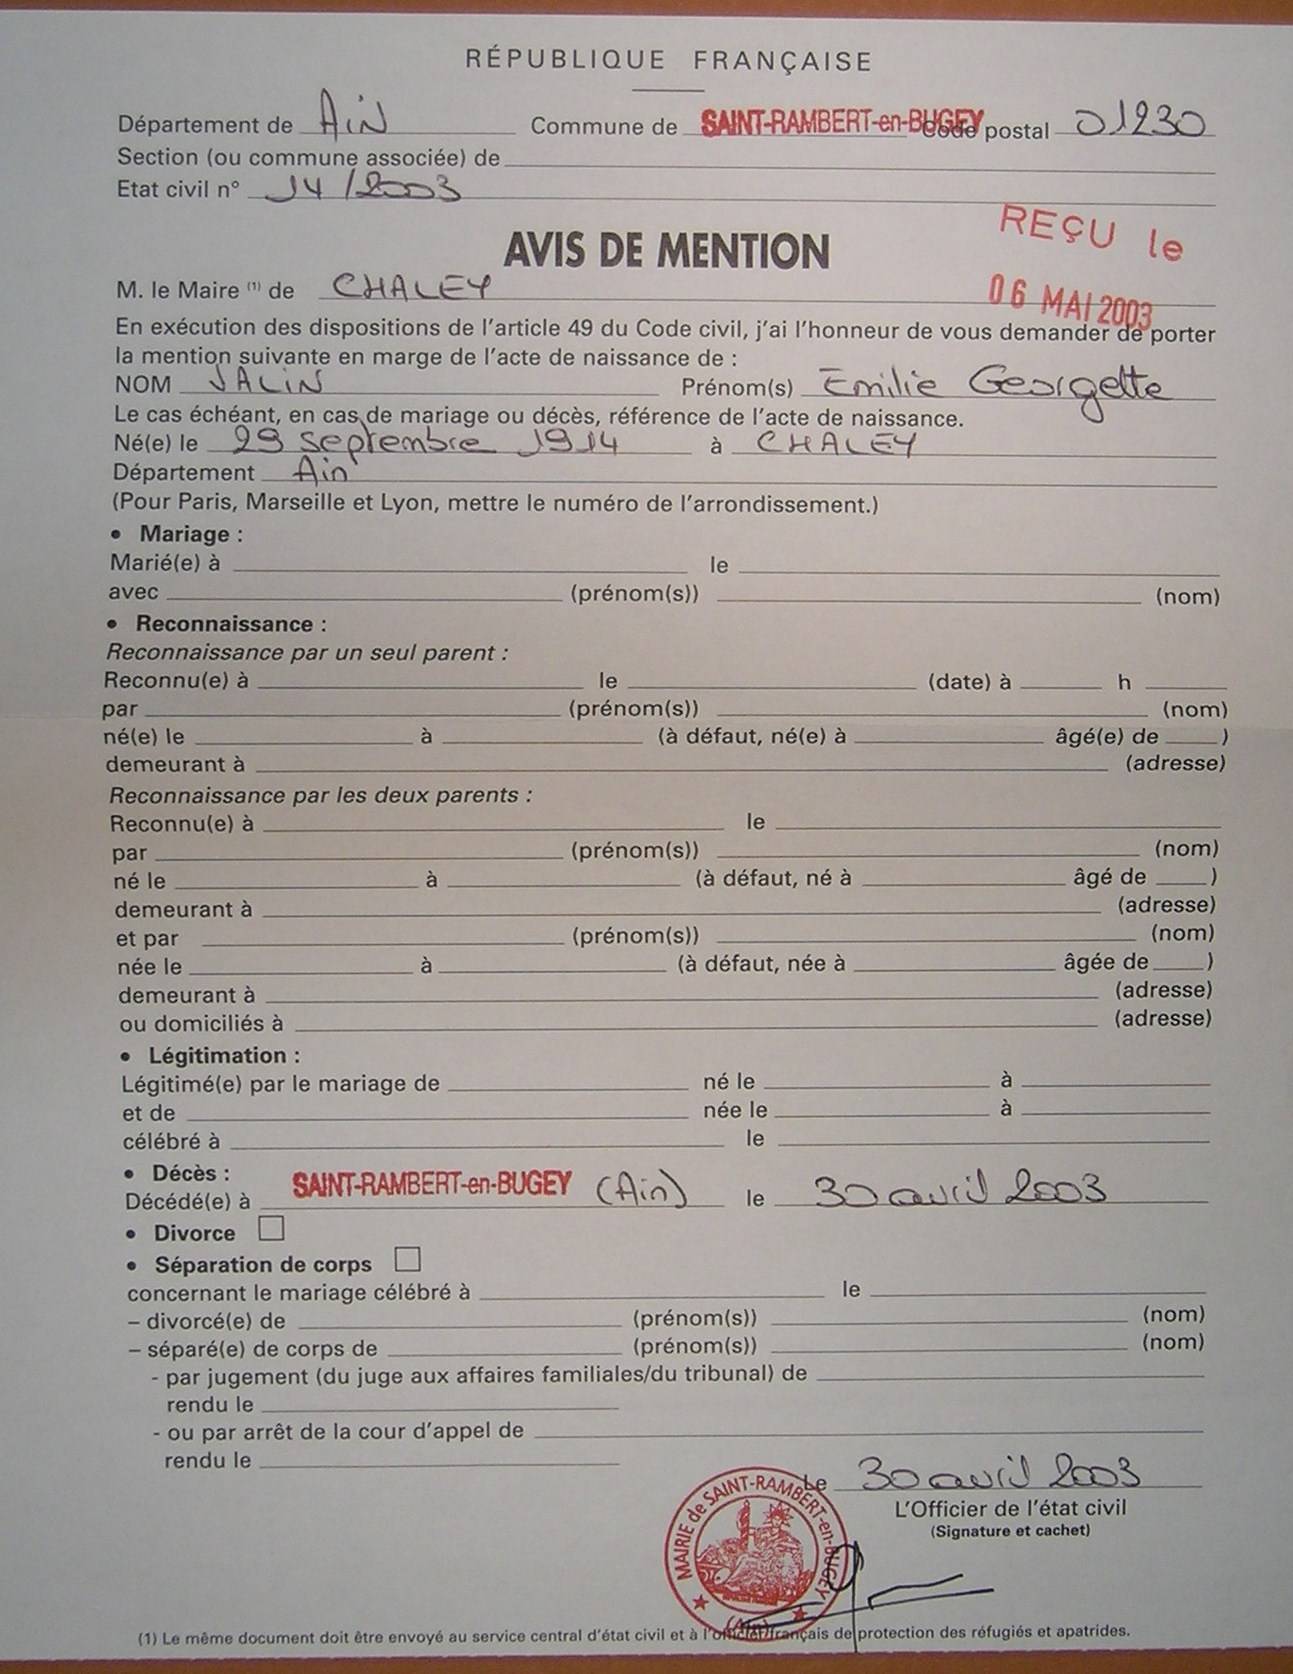 RÉPUBLIQUE FRANÇAISE
Département de Ain Commune de SAINT-RAMBERT-en-BUGEY Code postal 01230
Section (ou commune associée) de
Etat civil n° 14/2003
REÇU le
AVIS DE MENTION
06 MAI 2003
M. le Maire (1) de CHALEY
En exécution des dispositions de l'article 49 du Code civil, j'ai l'honneur de vous demander de porter
la mention suivante en marge de l'acte de naissance de :
NOM JALIN Prénom(s) Emilie Georgette
Le cas échéant, en cas de mariage ou décès, référence de l'acte de naissance.
Né(e) le 29 septembre 1914 à CHALEY
Département Ain
(Pour Paris, Marseille et Lyon, mettre le numéro de l'arrondissement.)
• Mariage :
Marié(e) à le
avec (prénom(s)) (nom)
• Reconnaissance :
Reconnaissance par un seul parent :
Reconnu(e) à le (date) à h
par (prénom(s)) (nom)
né(e) le à (à défaut, né(e) à âgé(e) de )
demeurant à (adresse)
Reconnaissance par les deux parents :
Reconnu(e) à le
par (prénom(s)) (nom)
né le à (à défaut, né à âgé de )
demeurant à (adresse)
et par (prénom(s)) (nom)
née le à (à défaut, née à âgée de )
demeurant à (adresse)
ou domiciliés à (adresse)
• Légitimation :
Légitimé(e) par le mariage de né le à
et de née le à
célébré à le
• Décès :
Décédé(e) à SAINT-RAMBERT-en-BUGEY (Ain) le 30 avril 2003
• Divorce
• Séparation de corps
concernant le mariage célébré à le
– divorcé(e) de (prénom(s)) (nom)
– séparé(e) de corps de (prénom(s)) (nom)
- par jugement (du juge aux affaires familiales/du tribunal) de
rendu le
- ou par arrêt de la cour d'appel de
rendu le
Le 30 avril 2003
L'Officier de l'état civil
(Signature et cachet)
MAIRIE de SAINT-RAMBERT-en-BUGEY (Ain)
(1) Le même document doit être envoyé au service central d'état civil et à l'officier français de protection des réfugiés et apatrides.